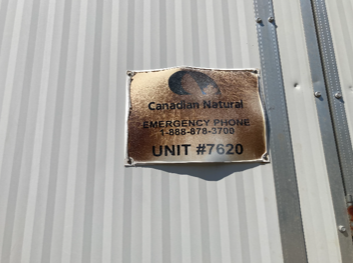 Canadian Natural
EMERGENCY PHONE
1-888-878-3700
UNIT #7620